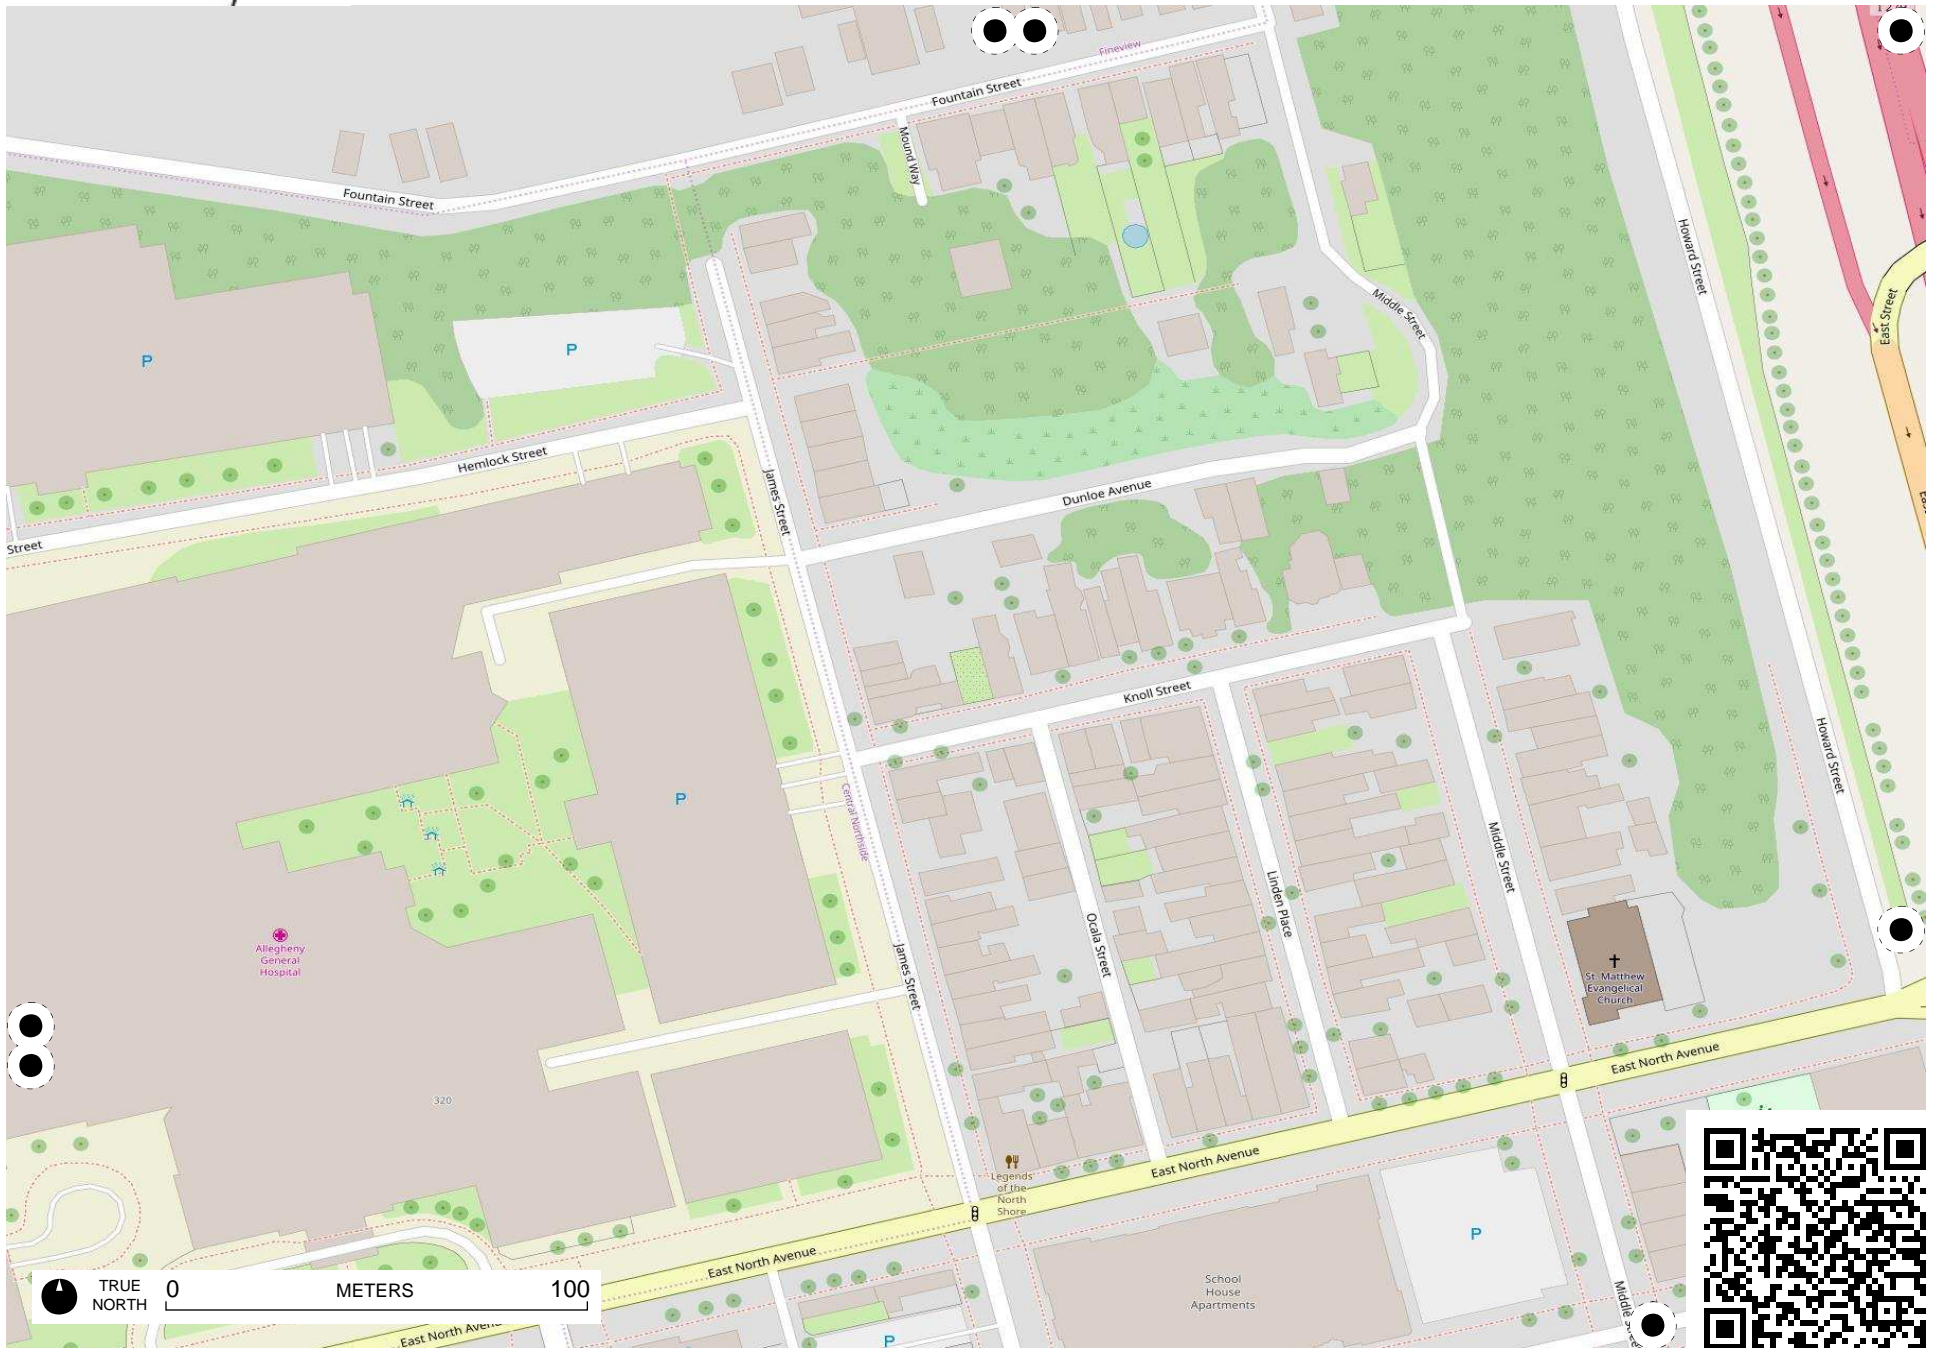 Fineview
Fountain Street
Mound Way
Fountain Street
Howard Street
East Street
Middle Street
P
P
Hemlock Street
James Street
Dunloe Avenue
Street
Knoll Street
Howard Street
P
Central Northside
Middle Street
Linden Place
Ocala Street
Allegheny
General
Hospital
James Street
St. Matthew
Evangelical
Church
East North Avenue
320
East North Avenue
Legends
of the
North
Shore
P
East North Avenue
School
House
Apartments
TRUE
NORTH
0 METERS 100
East North Avenu
P